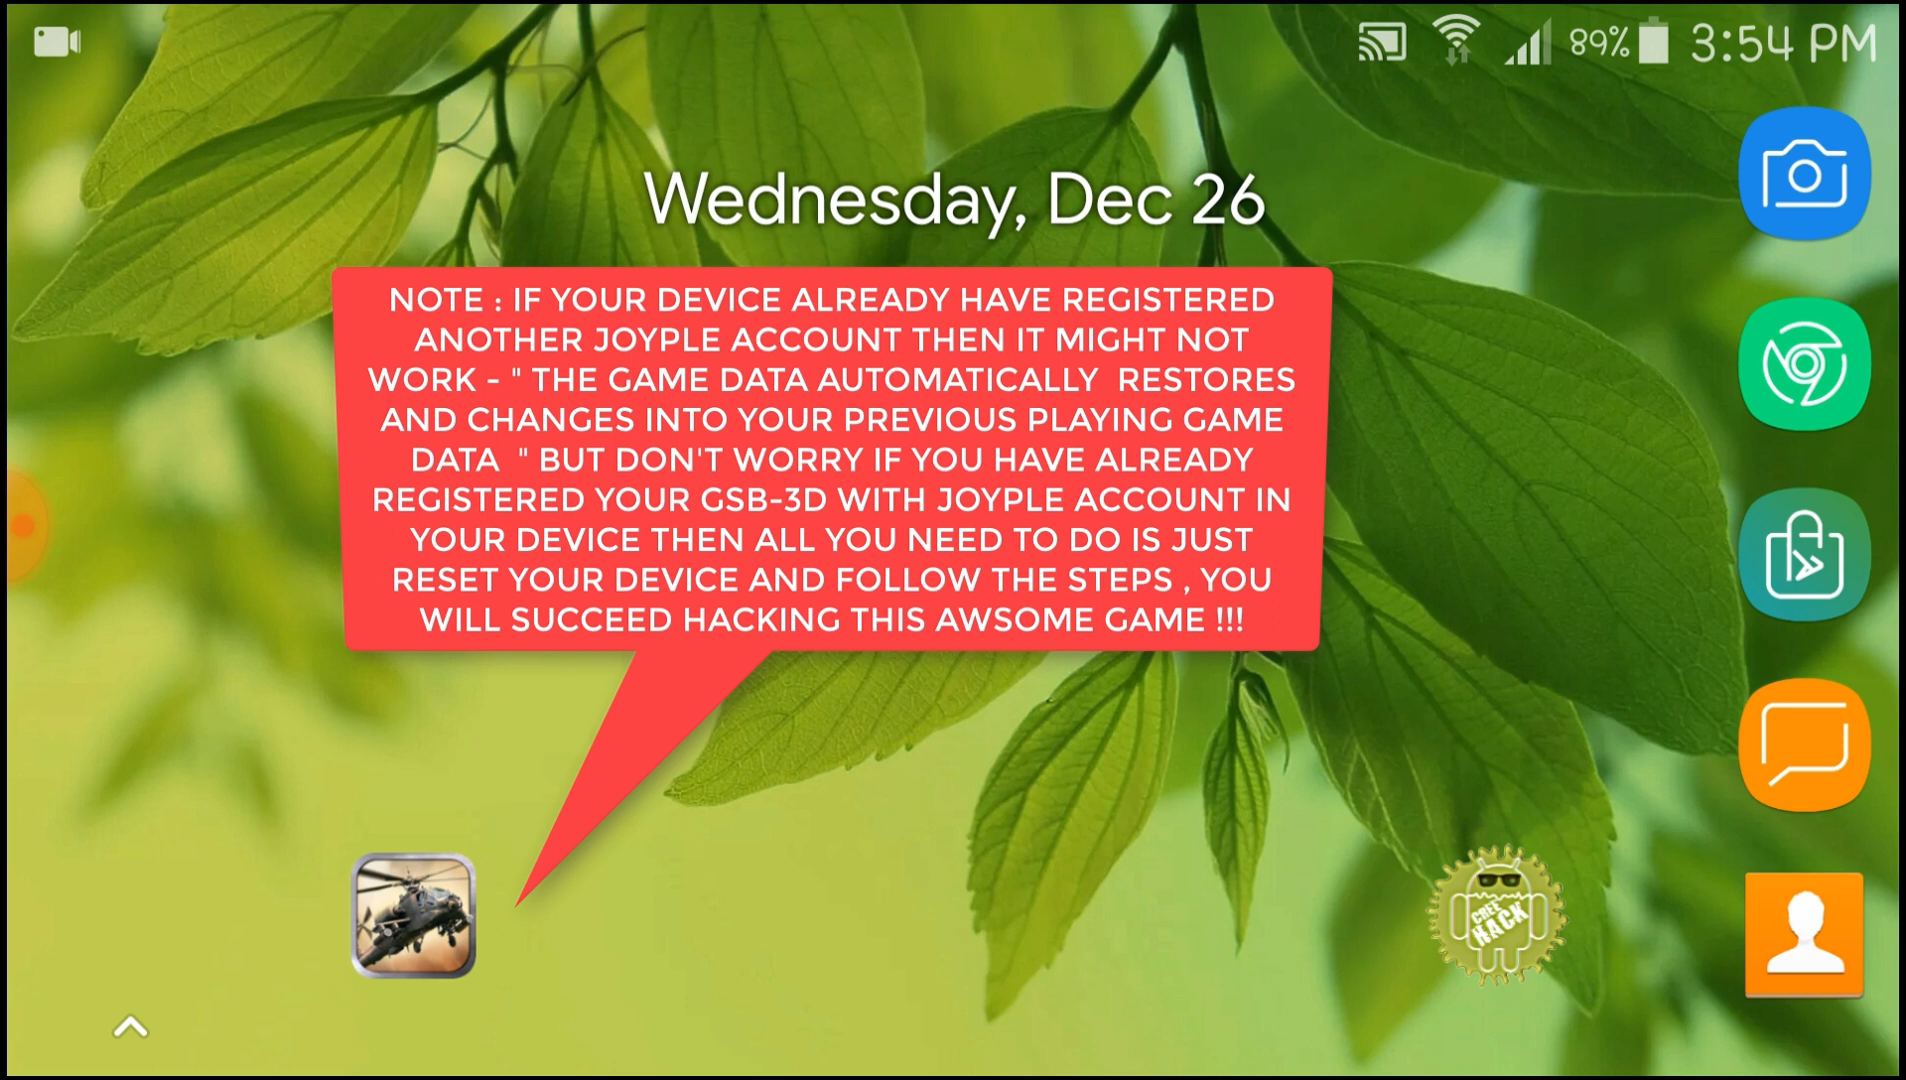 89% 3:54 PM
Wednesday, Dec 26
NOTE : IF YOUR DEVICE ALREADY HAVE REGISTERED
ANOTHER JOYPLE ACCOUNT THEN IT MIGHT NOT
WORK - " THE GAME DATA AUTOMATICALLY  RESTORES
AND CHANGES INTO YOUR PREVIOUS PLAYING GAME
DATA  " BUT DON'T WORRY IF YOU HAVE ALREADY
REGISTERED YOUR GSB-3D WITH JOYPLE ACCOUNT IN
YOUR DEVICE THEN ALL YOU NEED TO DO IS JUST
RESET YOUR DEVICE AND FOLLOW THE STEPS , YOU
WILL SUCCEED HACKING THIS AWSOME GAME !!!
CREE
HACK